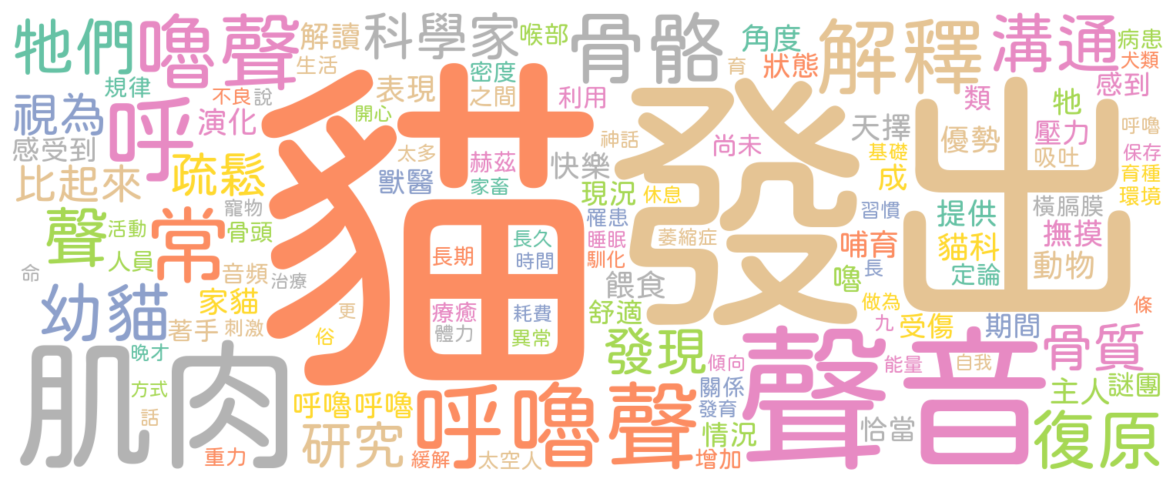 牠們
嚕聲
解讀
科學家
喉部
骨骼
角度
解釋
溝通
病患
犬類
生活
規律
不良
說
表現
密度
之間
利用
狀態
感到
開心
育
視為
呼
演化
類
牠
感受到
太多
赫茲
神話
尚未
天擇
優勢
壓力
呼嚕
比起來
疏鬆
貓
獸醫
家畜
快樂
發
出
基礎
成
吸吐
保存
育種
環境
寵物
現況
休息
習慣
提供
橫膈膜
聲
活動
骨頭
常
罹患
睡眠
馴化
萎縮症
哺育
貓科
撫摸
人員
音頻
長期
長久
時間
嚕
長
定論
動物
命
治療
餵食
幼貓
家貓
更
療癒
耗費
舒適
做為
條
著手
刺激
俗
體力
異常
九
受傷
期間
晚才
肌肉
發現
傾向
聲音
能量
自我
骨質
方式
呼嚕呼嚕
呼嚕聲
關係
主人
謎團
話
發育
研究
情況
恰當
復原
重力
緩解
太空人
增加